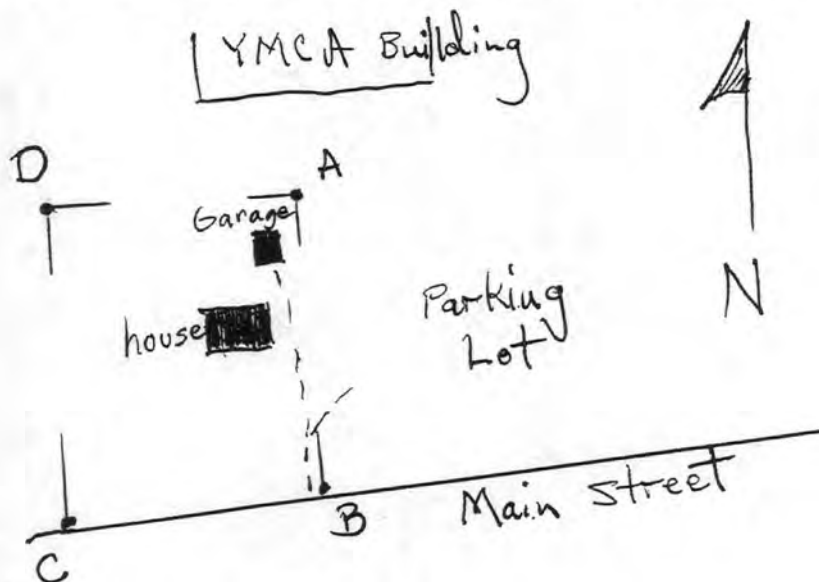 YMCA Building
D
A
Garage
N
Parking
Lot
house
Main Street
B
C